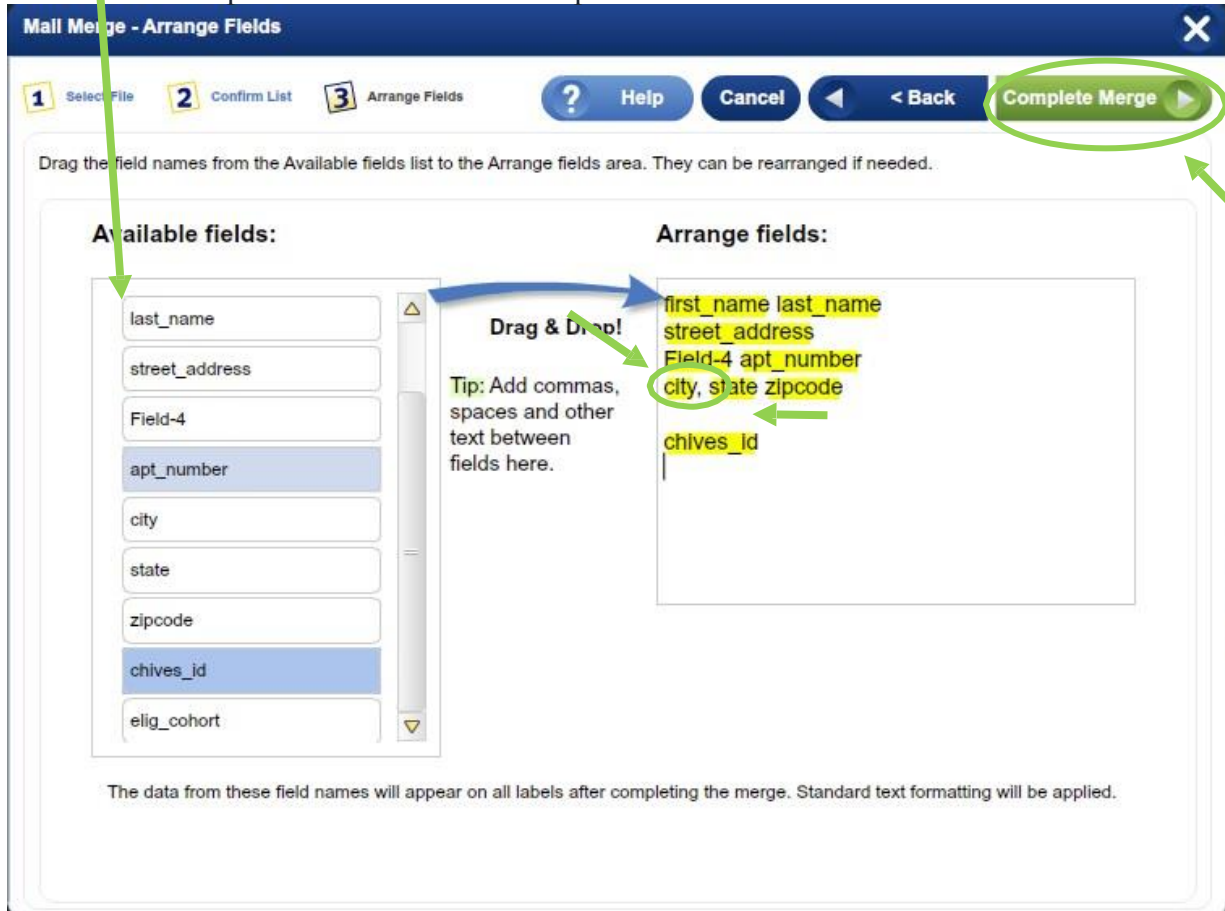 Mail Merge - Arrange Fields
1 Select File 2 Confirm List 3 Arrange Fields ? Help Cancel < Back Complete Merge
Drag the field names from the Available fields list to the Arrange fields area. They can be rearranged if needed.
Available fields:
last_name
street_address
Field-4
apt_number
city
state
zipcode
chives_id
elig_cohort
Drag & Drop!
Tip: Add commas,
spaces and other
text between
fields here.
Arrange fields:
first_name last_name
street_address
Field-4 apt_number
city, state zipcode
chives_id
The data from these field names will appear on all labels after completing the merge. Standard text formatting will be applied.